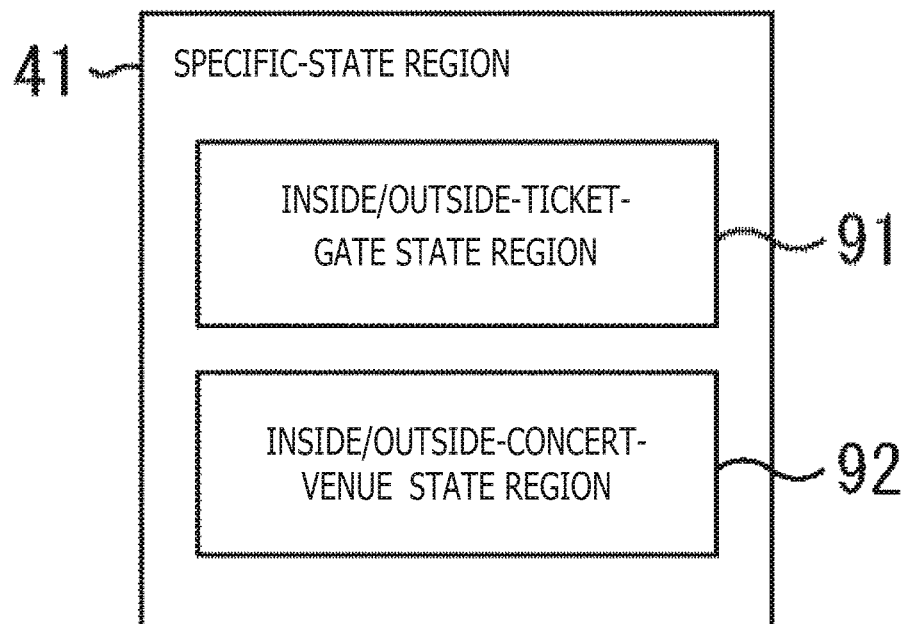 41
SPECIFIC-STATE REGION
INSIDE/OUTSIDE-TICKET-
GATE STATE REGION
91
INSIDE/OUTSIDE-CONCERT-
VENUE STATE REGION
92